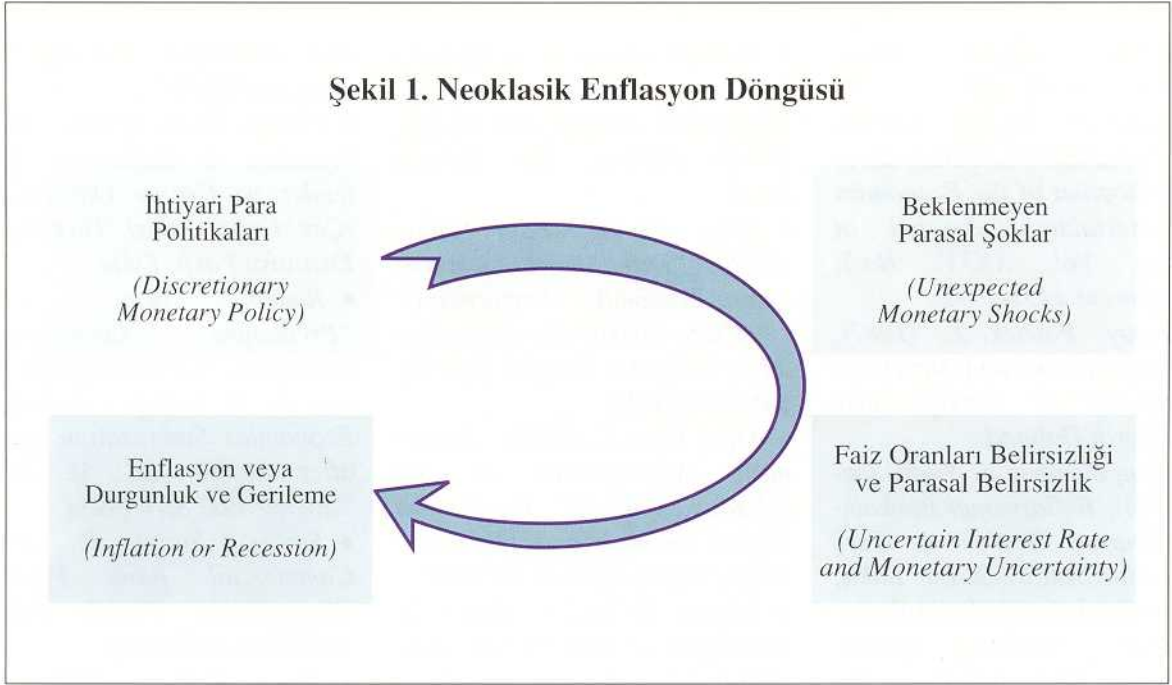 Şekil 1. Neoklasik Enflasyon Döngüsü
İhtiyari Para
Politikaları
(Discretionary
Monetary Policy)
Beklenmeyen
Parasal Şoklar
(Unexpected
Monetary Shocks)
Enflasyon veya
Durgunluk ve Gerileme
(Inflation or Recession)
Faiz Oranları Belirsizliği
ve Parasal Belirsizlik
(Uncertain Interest Rate
and Monetary Uncertainty)